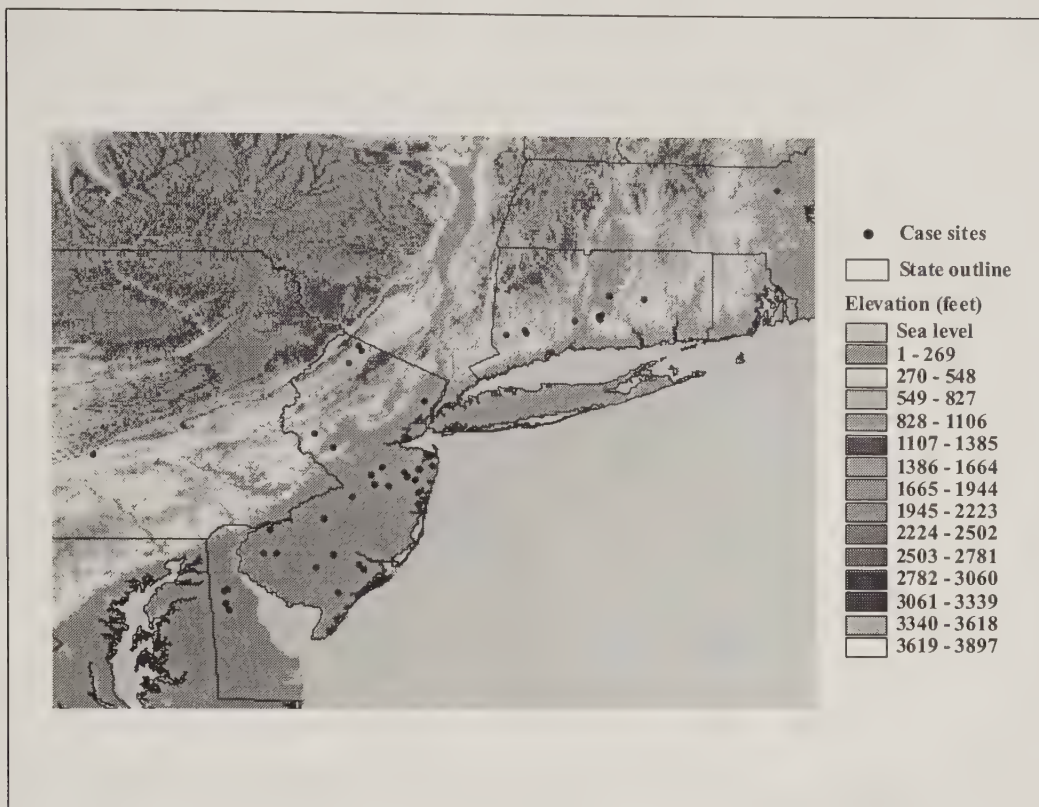 Case sites
State outline
Elevation (feet)
Sea level
1 - 269
270 - 548
549 - 827
828 - 1106
1107 - 1385
1386 - 1664
1665 - 1944
1945 - 2223
2224 - 2502
2503 - 2781
2782 - 3060
3061 - 3339
3340 - 3618
3619 - 3897